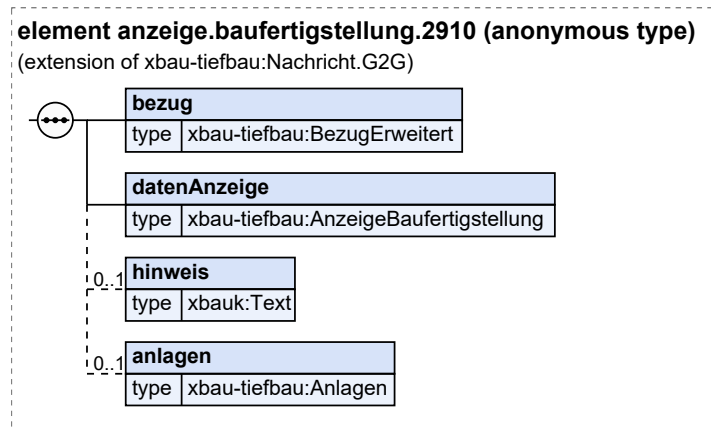 element anzeige.baufertigstellung.2910 (anonymous type)
(extension of xbau-tiefbau:Nachricht.G2G)
bezug
type xbau-tiefbau:BezugErweitert
datenAnzeige
type xbau-tiefbau:AnzeigeBaufertigstellung
0..1 hinweis
type xbauk:Text
0..1 anlagen
type xbau-tiefbau:Anlagen